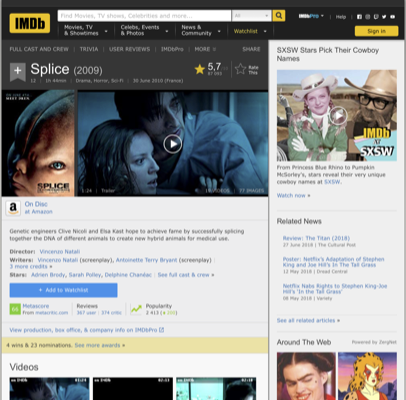 IMDb
Find Movies, TV shows, Celebrities and more...
All
IMDbPro
Help
Movies, TV
& Showtimes
Celebs, Events
& Photos
News &
Community
Watchlist
Sign in
FULL CAST AND CREW | TRIVIA | USER REVIEWS | IMDbPro | MORE
SHARE
Splice (2009)
12 | 1h 44min | Drama, Horror, Sci-Fi | 30 June 2010 (France)
5,7
Rate
This
SPLICE
1:24 | Trailer
77 IMAGES
On Disc
at Amazon
Genetic engineers Clive Nicoli and Elsa Kast hope to achieve fame by successfully splicing
together the DNA of different animals to create new hybrid animals for medical use.
Director: Vincenzo Natali
Writers: Vincenzo Natali (screenplay), Antoinette Terry Bryant (screenplay)
3 more credits »
Stars: Adrien Brody, Sarah Polley, Delphine Chanéac | See full cast & crew »
+ Add to Watchlist
Metascore
From metacritic.com
Reviews
367 user | 374 critic
Popularity
2 413
View production, box office, & company info on IMDbPro
4 wins & 23 nominations. See more awards »
Videos
SXSW Stars Pick Their Cowboy
Names
IMDb
at
SXSW
From Princess Blue Rhino to Pumpkin
McSorley's, stars reveal their very unique
cowboy names at SXSW.
Watch now »
Related News
Review: The Titan (2018)
27 June 2018 | The Cultural Post
Poster: Netflix's Adaptation of Stephen
King and Joe Hill's In The Tall Grass
12 May 2018 | Dread Central
Netflix Nabs Rights to Stephen King-Joe
Hill's 'In the Tall Grass'
08 May 2018 | Variety
See all related articles »
Around The Web
Powered by ZergNet